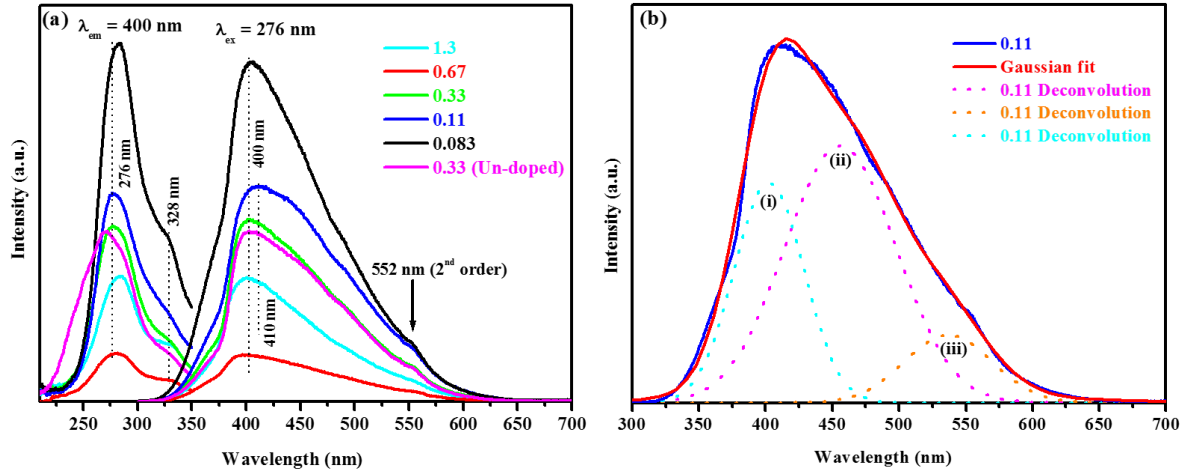 (a)
λem = 400 nm
λex = 276 nm
1.3
0.67
0.33
0.11
0.083
0.33 (Un-doped)
276 nm
328 nm
400 nm
410 nm
552 nm (2nd order)
Intensity (a.u.)
250 300 350 400 450 500 550 600 650 700
Wavelength (nm)
(b)
0.11
Gaussian fit
0.11 Deconvolution
0.11 Deconvolution
0.11 Deconvolution
(i)
(ii)
(iii)
Intensity (a.u.)
300 350 400 450 500 550 600 650 700
Wavelength (nm)